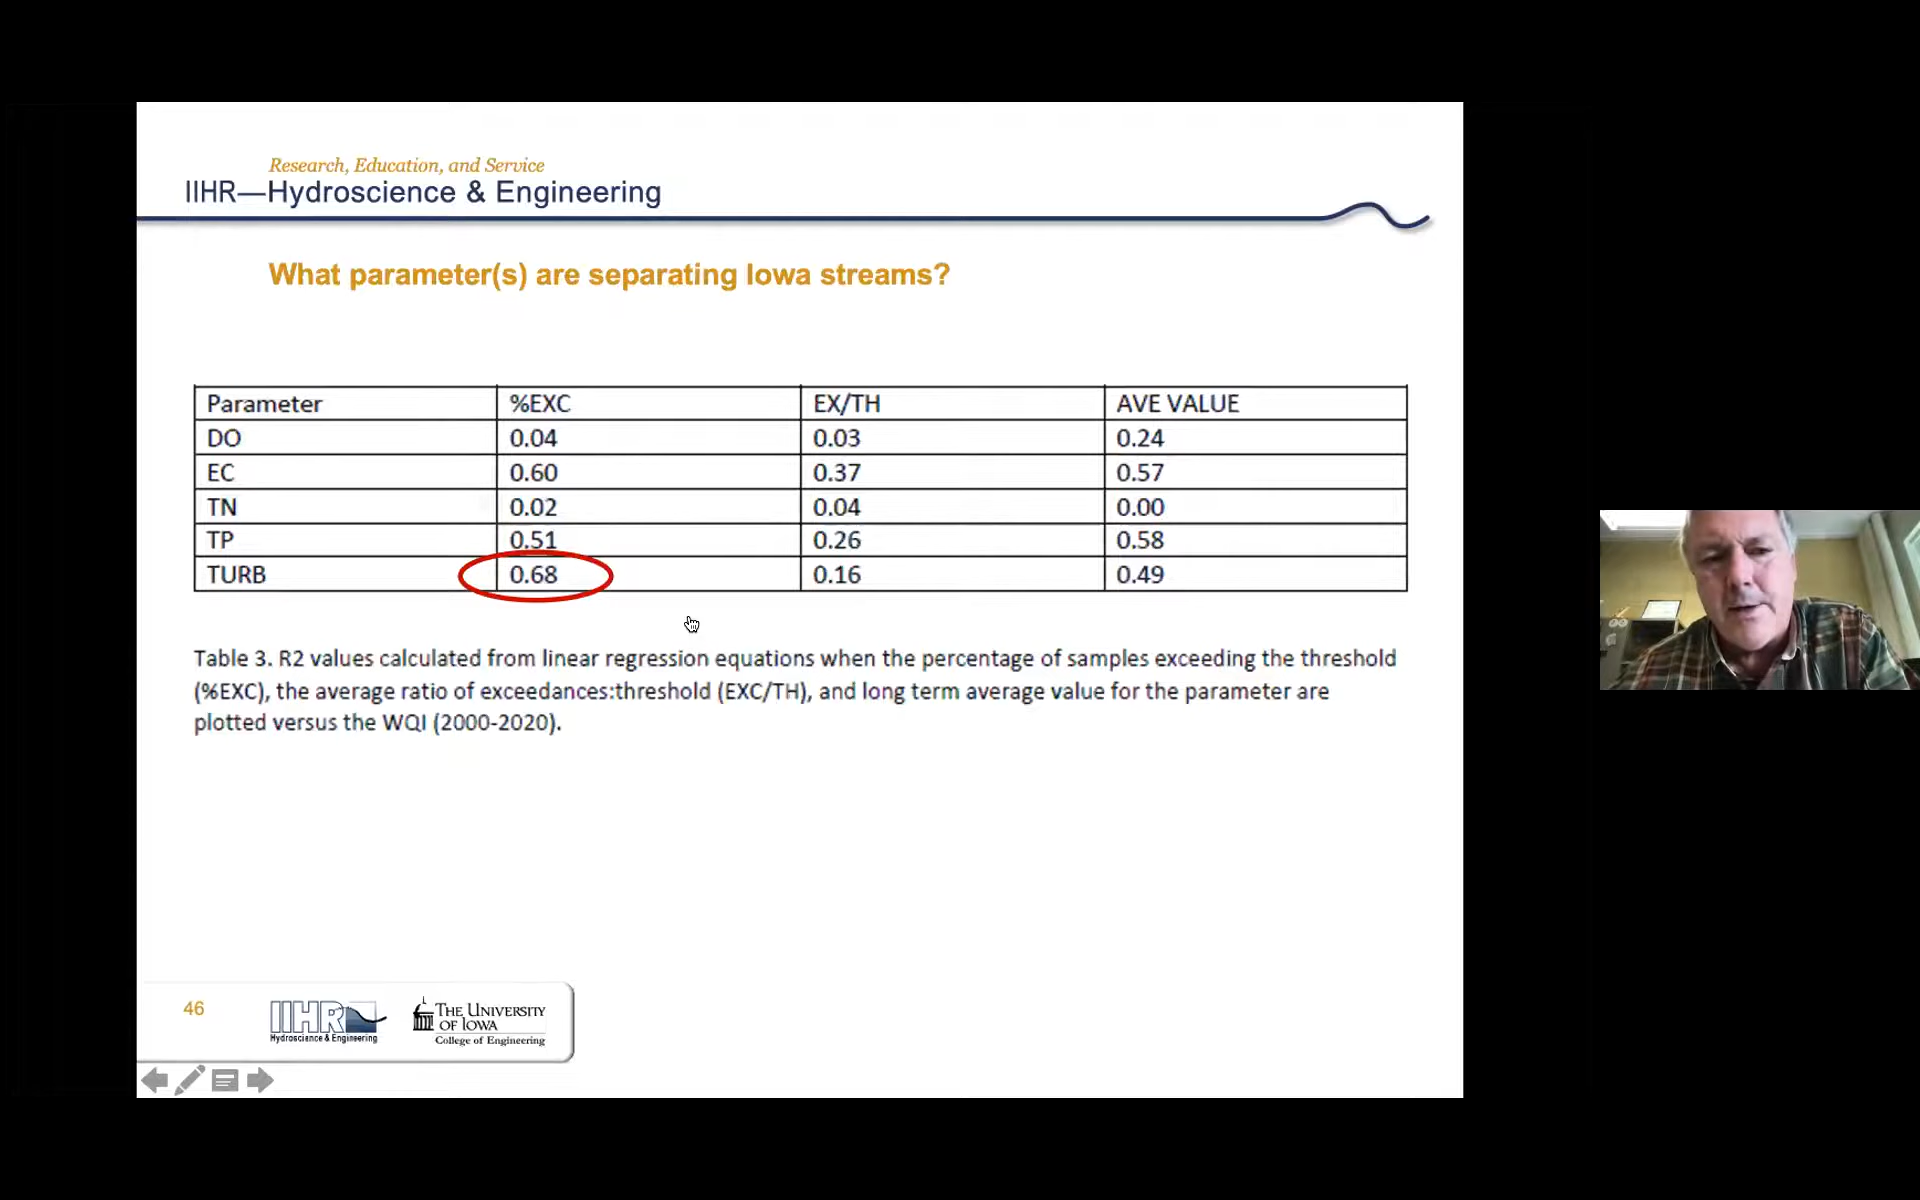 Research, Education, and Service
IIHR—Hydroscience & Engineering
What parameter(s) are separating Iowa streams?
Parameter %EXC EX/TH AVE VALUE
DO 0.04 0.03 0.24
EC 0.60 0.37 0.57
TN 0.02 0.04 0.00
TP 0.51 0.26 0.58
TURB 0.68 0.16 0.49
Table 3. R2 values calculated from linear regression equations when the percentage of samples exceeding the threshold
(%EXC), the average ratio of exceedances:threshold (EXC/TH), and long term average value for the parameter are
plotted versus the WQI (2000-2020).
46
IIHR
Hydroscience & Engineering
THE UNIVERSITY
OF IOWA
College of Engineering